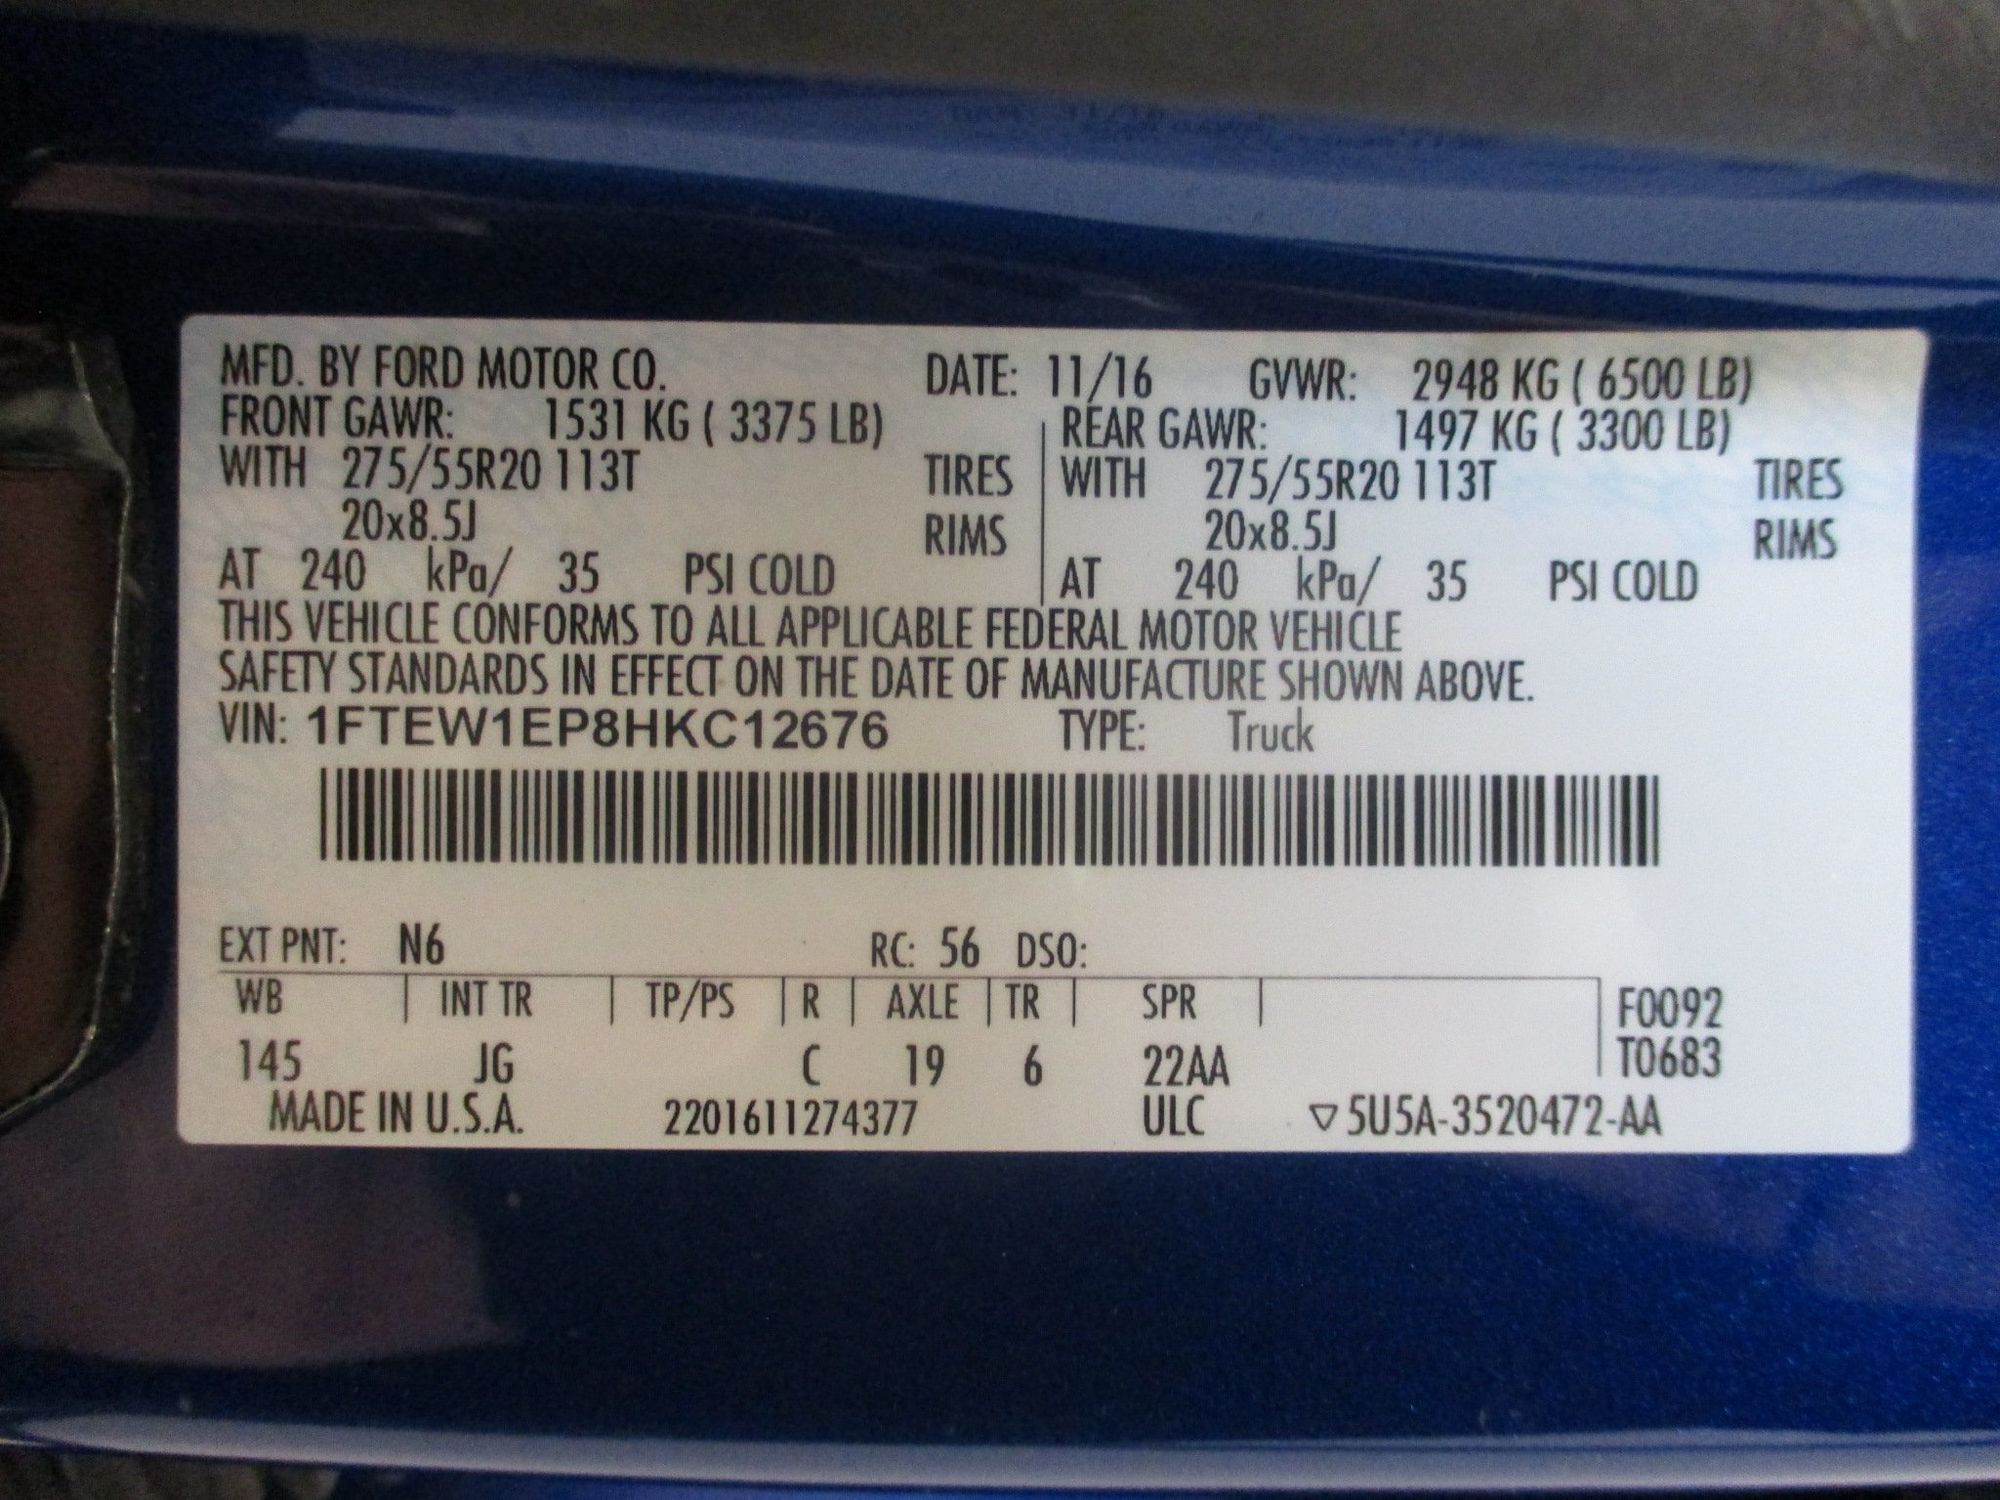 MFD. BY FORD MOTOR CO. DATE: 11/16 GVWR: 2948 KG ( 6500 LB)
FRONT GAWR: 1531 KG ( 3375 LB) REAR GAWR: 1497 KG ( 3300 LB)
WITH 275/55R20 113T TIRES WITH 275/55R20 113T TIRES
20x8.5J RIMS 20x8.5J RIMS
AT 240 kPa/ 35 PSI COLD AT 240 kPa/ 35 PSI COLD
THIS VEHICLE CONFORMS TO ALL APPLICABLE FEDERAL MOTOR VEHICLE
SAFETY STANDARDS IN EFFECT ON THE DATE OF MANUFACTURE SHOWN ABOVE.
VIN: 1FTEW1EP8HKC12676 TYPE: Truck
EXT PNT: N6 RC: 56 DSO:
WB INT TR TP/PS R AXLE TR SPR F0092
145 JG C 19 6 22AA T0683
MADE IN U.S.A. 2201611274377 ULC ▽5U5A-3520472-AA